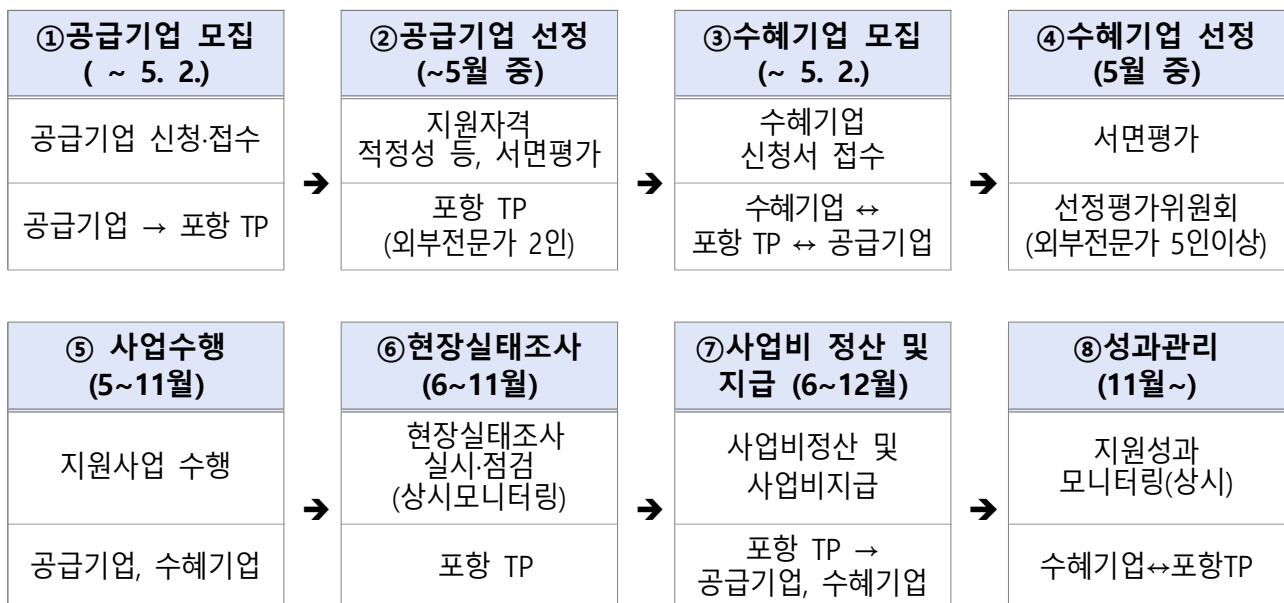 ①공급기업 모집
( ~ 5. 2.)
공급기업 신청·접수
공급기업 → 포항 TP
➔
②공급기업 선정
(~5월 중)
지원자격
적정성 등, 서면평가
포항 TP
(외부전문가 2인)
➔
③수혜기업 모집
(~ 5. 2.)
수혜기업
신청서 접수
수혜기업 ↔
포항 TP ↔ 공급기업
➔
④수혜기업 선정
(5월 중)
서면평가
선정평가위원회
(외부전문가 5인이상)
⑤ 사업수행
(5~11월)
지원사업 수행
공급기업, 수혜기업
➔
⑥현장실태조사
(6~11월)
현장실태조사
실시·점검
(상시모니터링)
포항 TP
➔
⑦사업비 정산 및
지급 (6~12월)
사업비정산 및
사업비지급
포항 TP →
공급기업, 수혜기업
➔
⑧성과관리
(11월~)
지원성과
모니터링(상시)
수혜기업↔포항TP